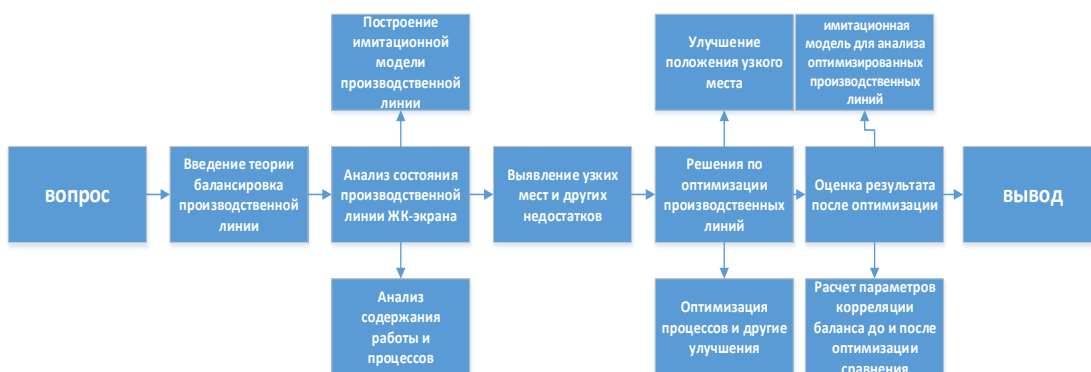 Построение
имитационной
модели
производственной
линии
Улучшение
положения узкого
места
имитационная
модель для анализа
оптимизированных
производственных
линий
вопрос
Введение теории
балансировка
производственной
линии
Анализ состояния
производственной
линии ЖК-экрана
Выявление узких
мест и других
недостатков
Решения по
оптимизации
производственных
линий
Оценка результата
после оптимизации
вывод
Анализ
содержания
работы и
процессов
Оптимизация
процессов и другие
улучшения
Расчет параметров
корреляции
баланса до и после
оптимизации
сравнения